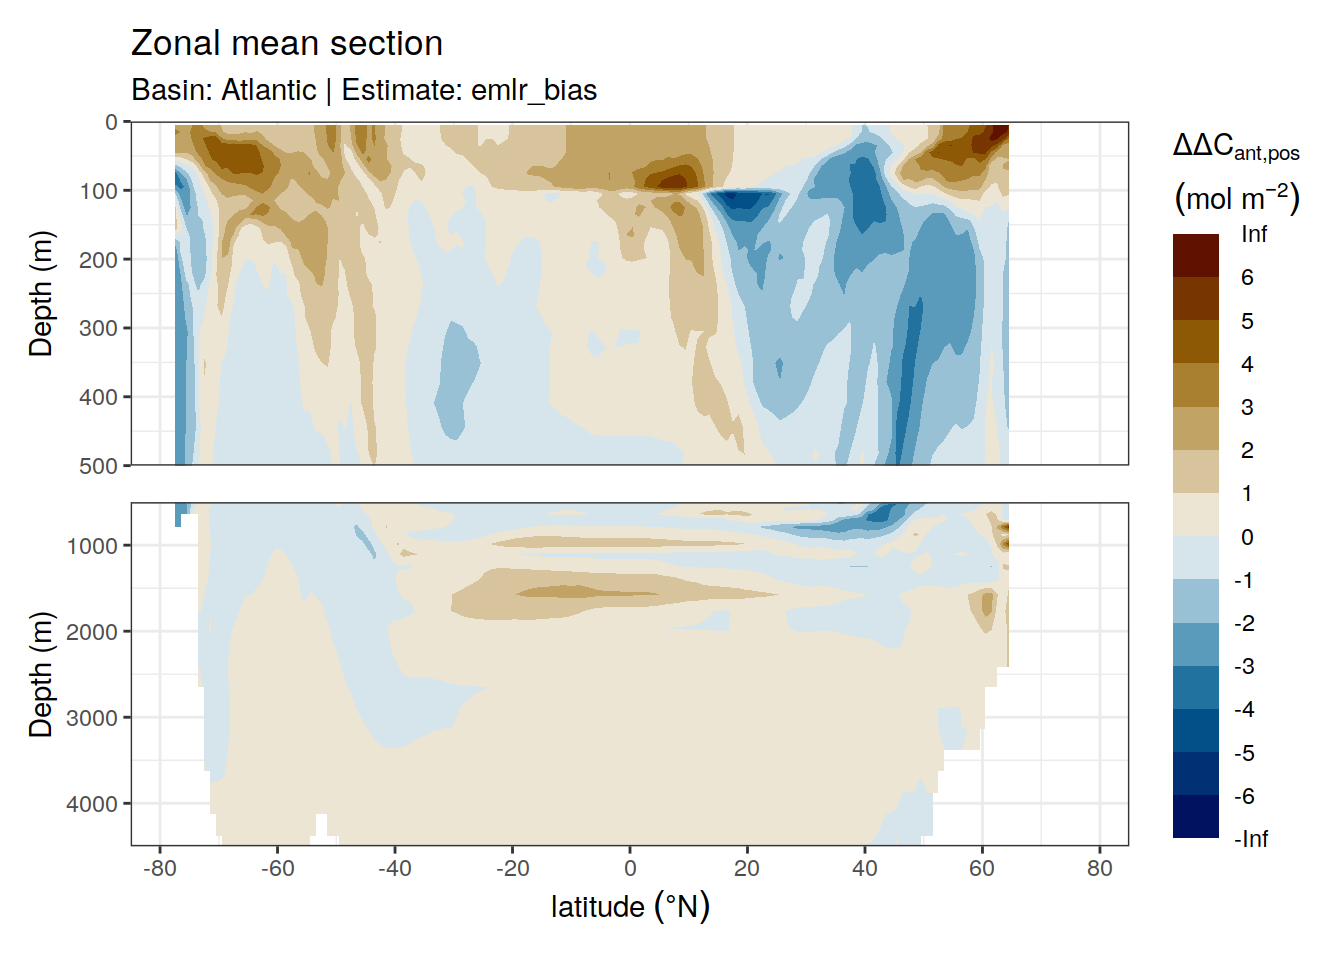 Zonal mean section
Basin: Atlantic | Estimate: emlr_bias
Depth (m)
0
100
200
300
400
500
Depth (m)
1000
2000
3000
4000
-80 -60 -40 -20 0 20 40 60 80
latitude (°N)
ΔΔC_ant,pos
(mol m⁻²)
Inf
6
5
4
3
2
1
0
-1
-2
-3
-4
-5
-6
-Inf